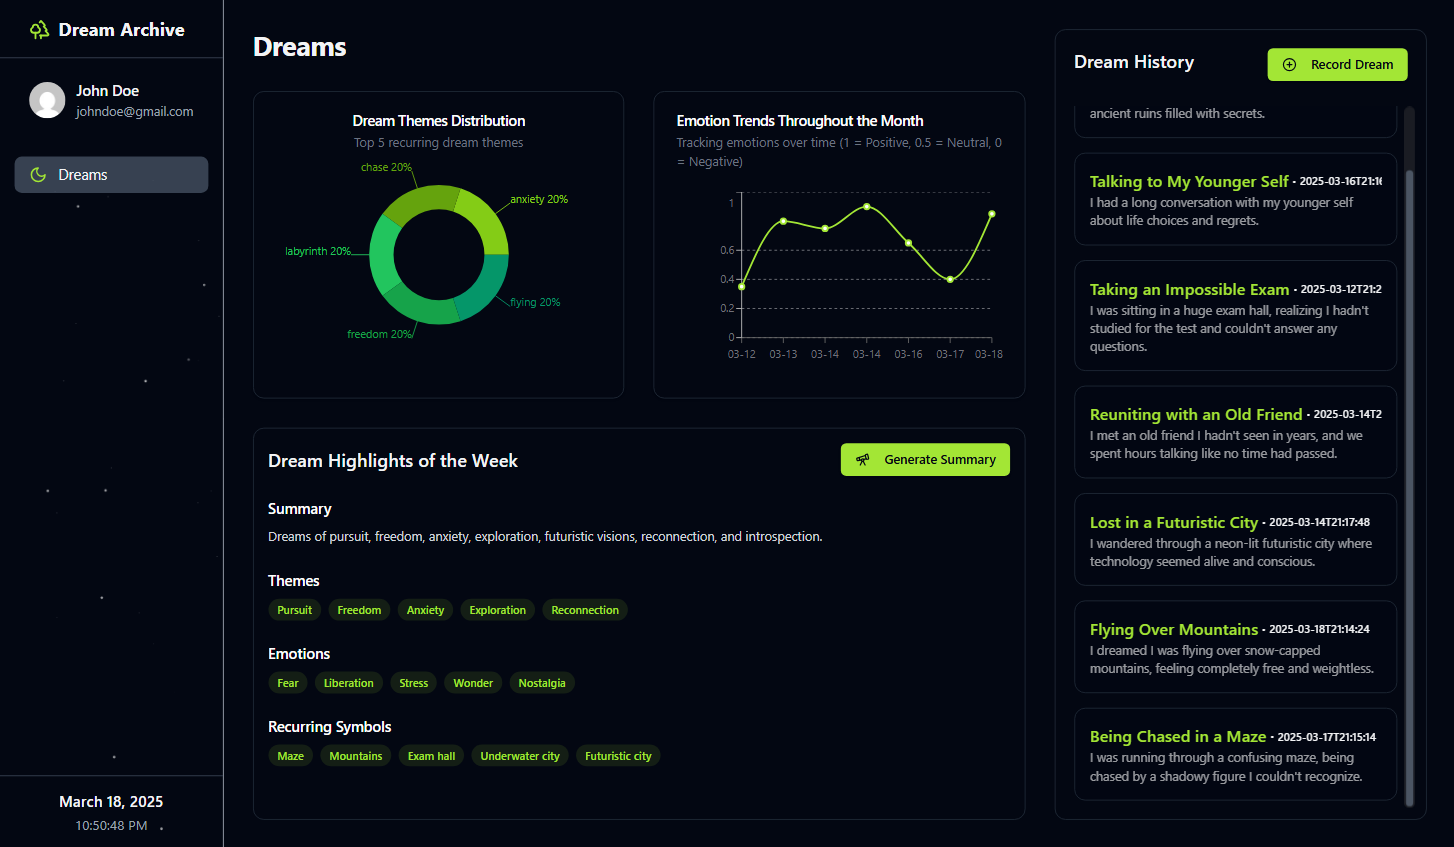 Dream Archive
John Doe
johndoe@gmail.com
Dreams
March 18, 2025
10:50:48 PM
Dreams
Dream Themes Distribution
Top 5 recurring dream themes
chase 20%
anxiety 20%
labyrinth 20%
flying 20%
freedom 20%
Emotion Trends Throughout the Month
Tracking emotions over time (1 = Positive, 0.5 = Neutral, 0
= Negative)
1
0.6
0.4
0.2
0
03-12 03-13 03-14 03-14 03-16 03-17 03-18
Dream Highlights of the Week
Generate Summary
Summary
Dreams of pursuit, freedom, anxiety, exploration, futuristic visions, reconnection, and introspection.
Themes
Pursuit Freedom Anxiety Exploration Reconnection
Emotions
Fear Liberation Stress Wonder Nostalgia
Recurring Symbols
Maze Mountains Exam hall Underwater city Futuristic city
Dream History
Record Dream
ancient ruins filled with secrets.
Talking to My Younger Self · 2025-03-16T21:16
I had a long conversation with my younger self
about life choices and regrets.
Taking an Impossible Exam · 2025-03-12T21:2
I was sitting in a huge exam hall, realizing I hadn't
studied for the test and couldn't answer any
questions.
Reuniting with an Old Friend · 2025-03-14T2
I met an old friend I hadn't seen in years, and we
spent hours talking like no time had passed.
Lost in a Futuristic City · 2025-03-14T21:17:48
I wandered through a neon-lit futuristic city where
technology seemed alive and conscious.
Flying Over Mountains · 2025-03-18T21:14:24
I dreamed I was flying over snow-capped
mountains, feeling completely free and weightless.
Being Chased in a Maze · 2025-03-17T21:15:14
I was running through a confusing maze, being
chased by a shadowy figure I couldn't recognize.